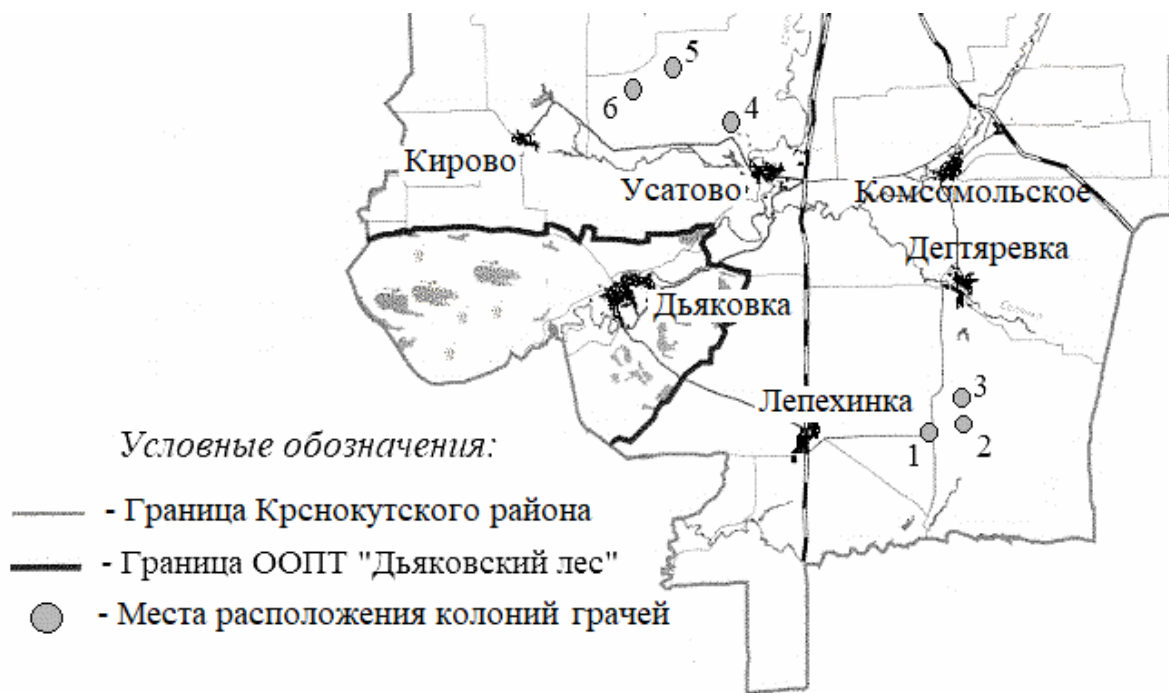 5
6
4
Кирово
Усатово
Комсомольское
Дегтяревка
Дьяковка
Лепехинка
3
1
2
Условные обозначения:
- Граница Крснокутского района
- Граница ООПТ "Дьяковский лес"
- Места расположения колоний грачей